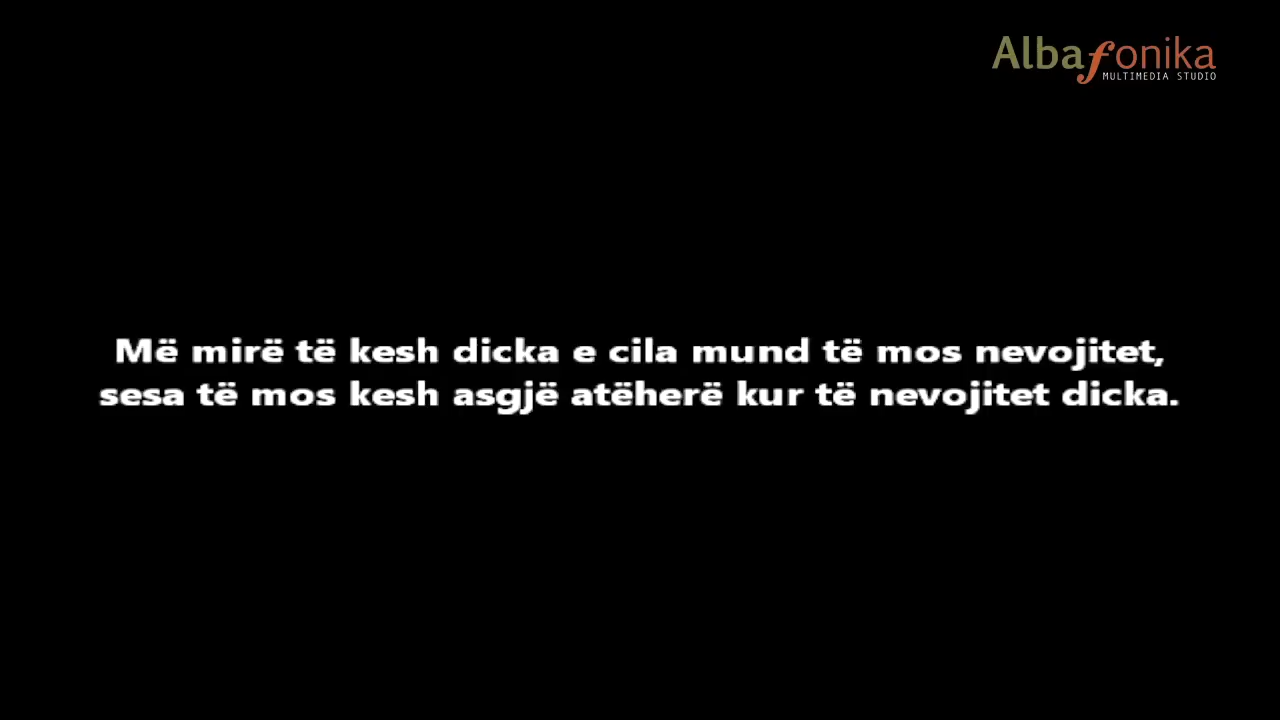 Albafonika
MULTIMEDIA STUDIO
Më mirë të kesh dicka e cila mund të mos nevojitet,
sesa të mos kesh asgjë atëherë kur të nevojitet dicka.